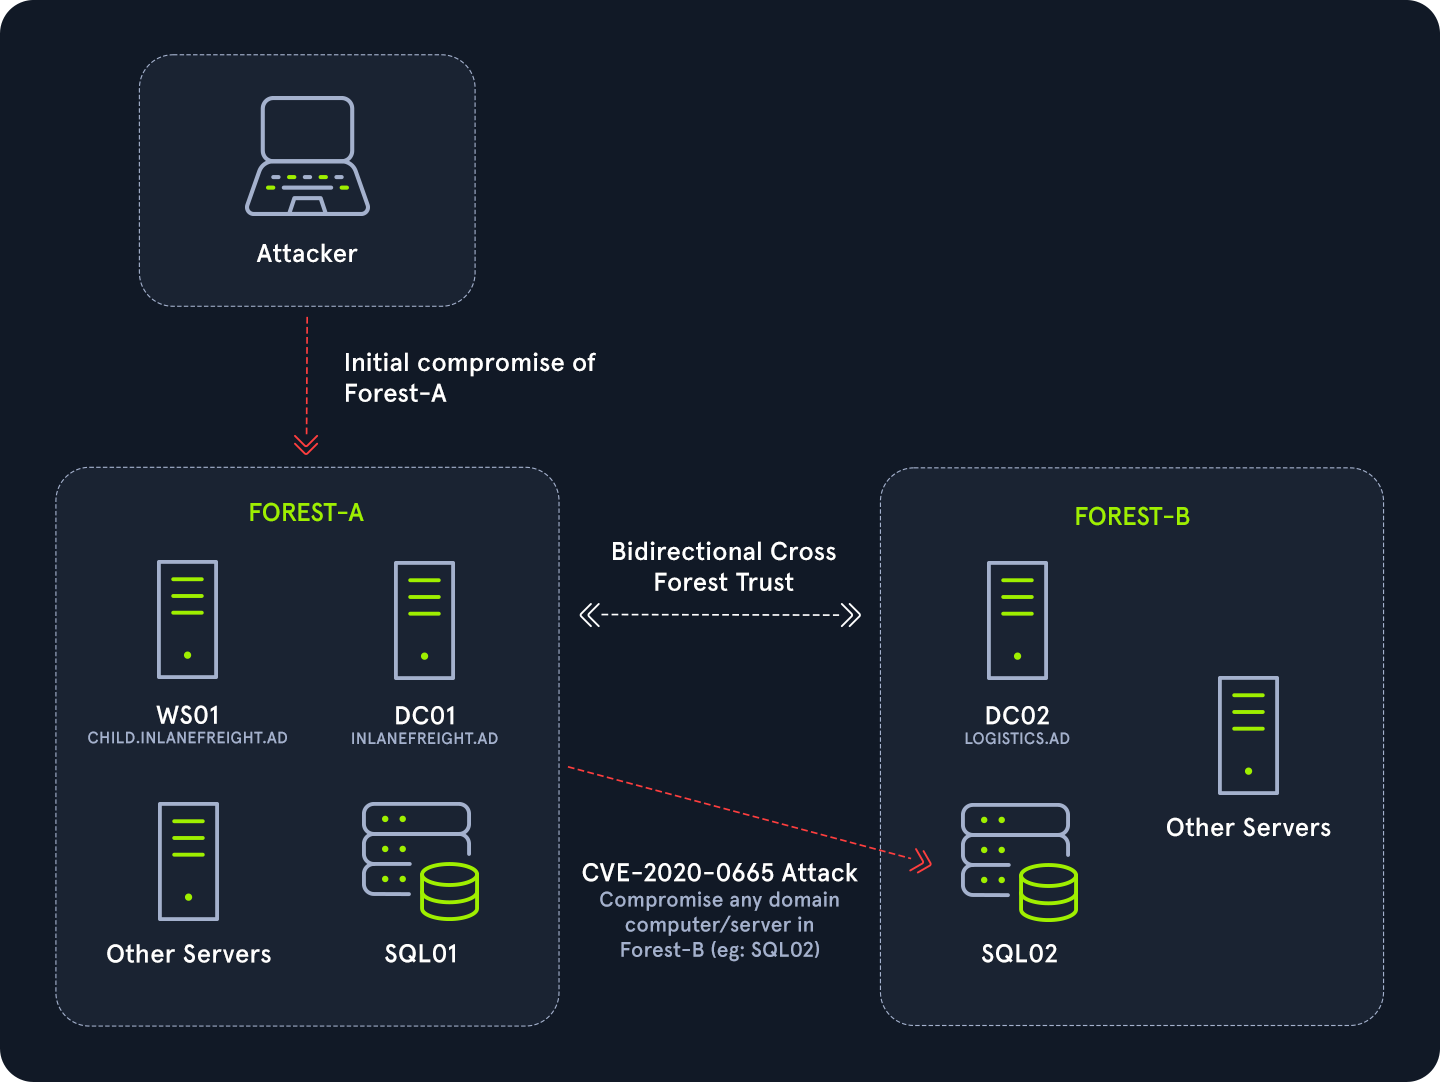 Attacker
Initial compromise of
Forest-A
FOREST-A
WS01
CHILD.INLANEFREIGHT.AD
DC01
INLANEFREIGHT.AD
Other Servers
SQL01
Bidirectional Cross
Forest Trust
CVE-2020-0665 Attack
Compromise any domain
computer/server in
Forest-B (eg: SQL02)
FOREST-B
DC02
LOGISTICS.AD
Other Servers
SQL02